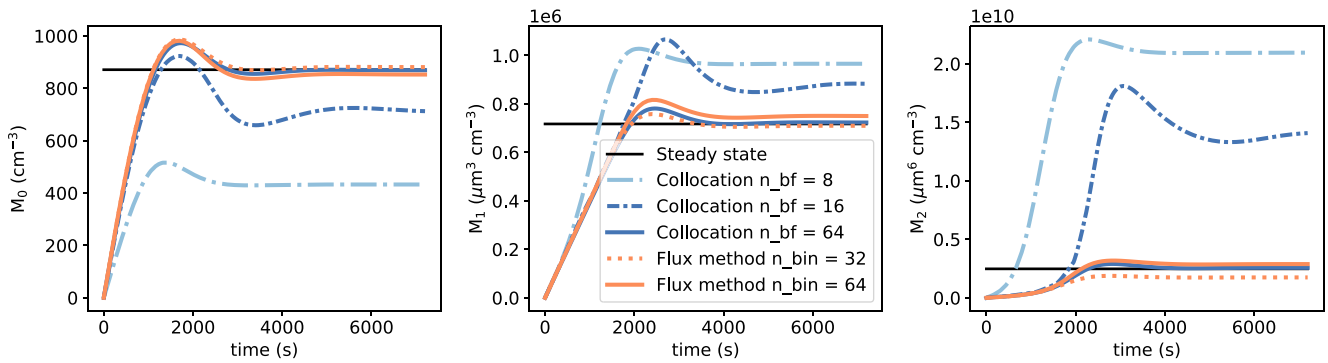 1000
800
600
400
200
0
M₀ (cm⁻³)
0 2000 4000 6000
time (s)
1e6
1.0
0.8
0.6
0.4
0.2
0.0
M₁ (μm³ cm⁻³)
Steady state
Collocation n_bf = 8
Collocation n_bf = 16
Collocation n_bf = 64
Flux method n_bin = 32
Flux method n_bin = 64
0 2000 4000 6000
time (s)
1e10
2.0
1.5
1.0
0.5
0.0
M₂ (μm⁶ cm⁻³)
0 2000 4000 6000
time (s)